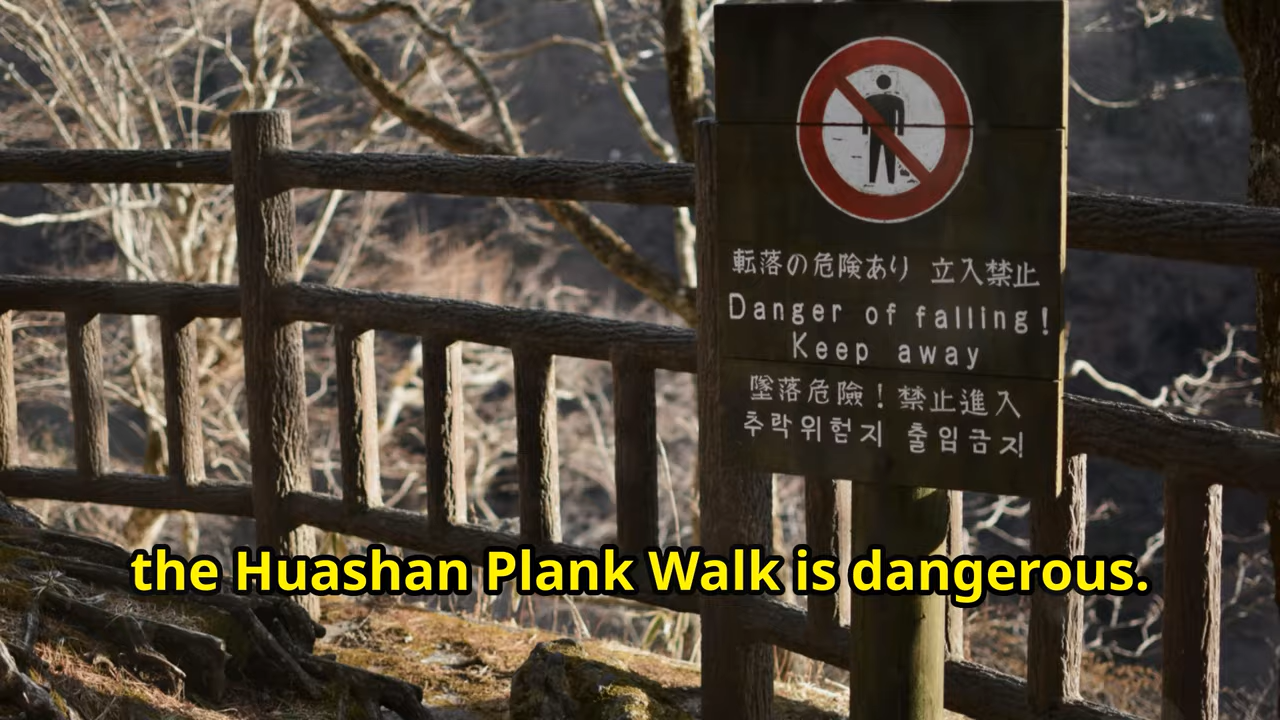 転落の危険あり 立入禁止
Danger of falling!
Keep away
墜落危險！禁止進入
추락위험지 출입금지
the Huashan Plank Walk is dangerous.